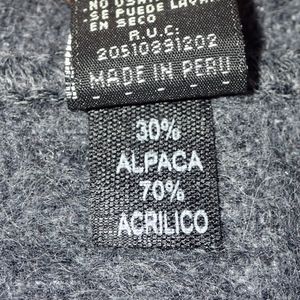 -NO USAR
-SE PUEDE LAVAR
EN SECO
R.U.C:
20510891202
MADE IN PERU
30%
ALPACA
70%
ACRILICO